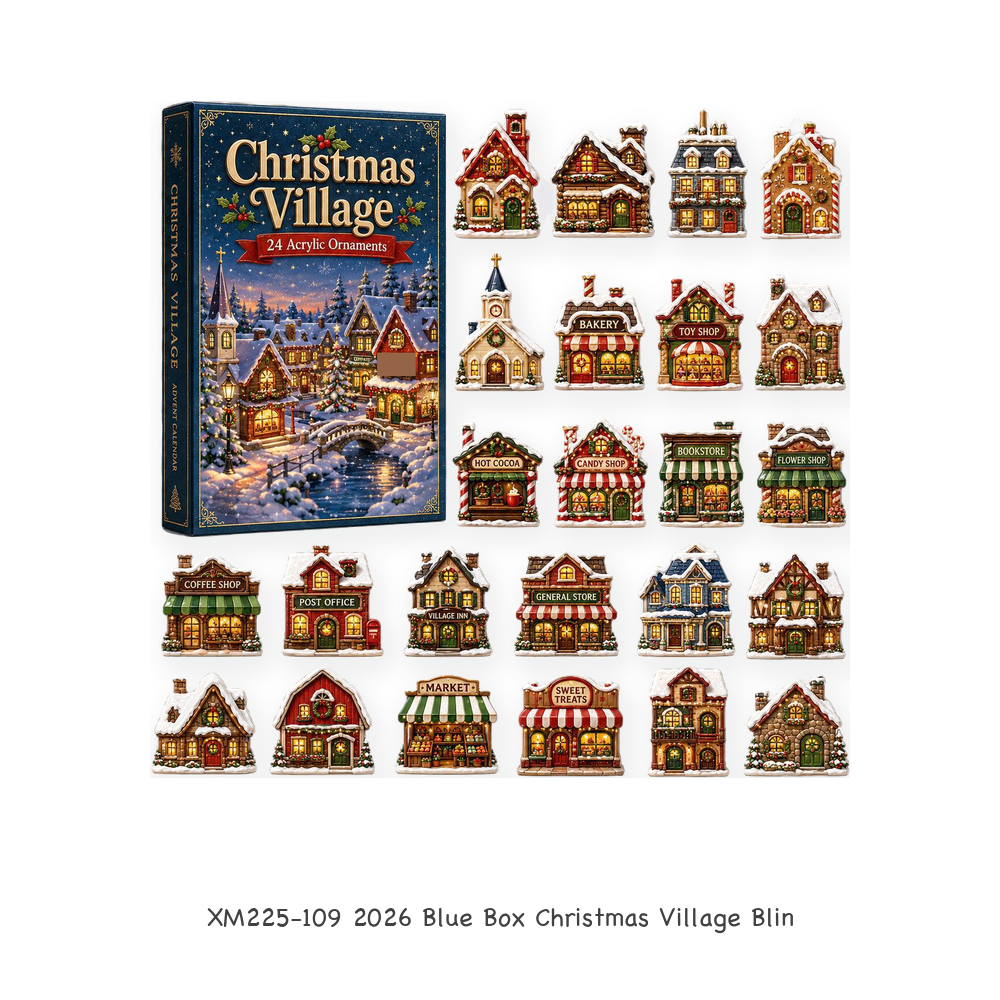 Christmas
Village
24 Acrylic Ornaments
CHRISTMAS VILLAGE ADVENT CALENDAR
BAKERY
TOY SHOP
HOT COCOA
CANDY SHOP
BOOKSTORE
FLOWER SHOP
COFFEE SHOP
POST OFFICE
VILLAGE INN
GENERAL STORE
MARKET
SWEET
TREATS
XM225-109 2026 Blue Box Christmas Village Blin